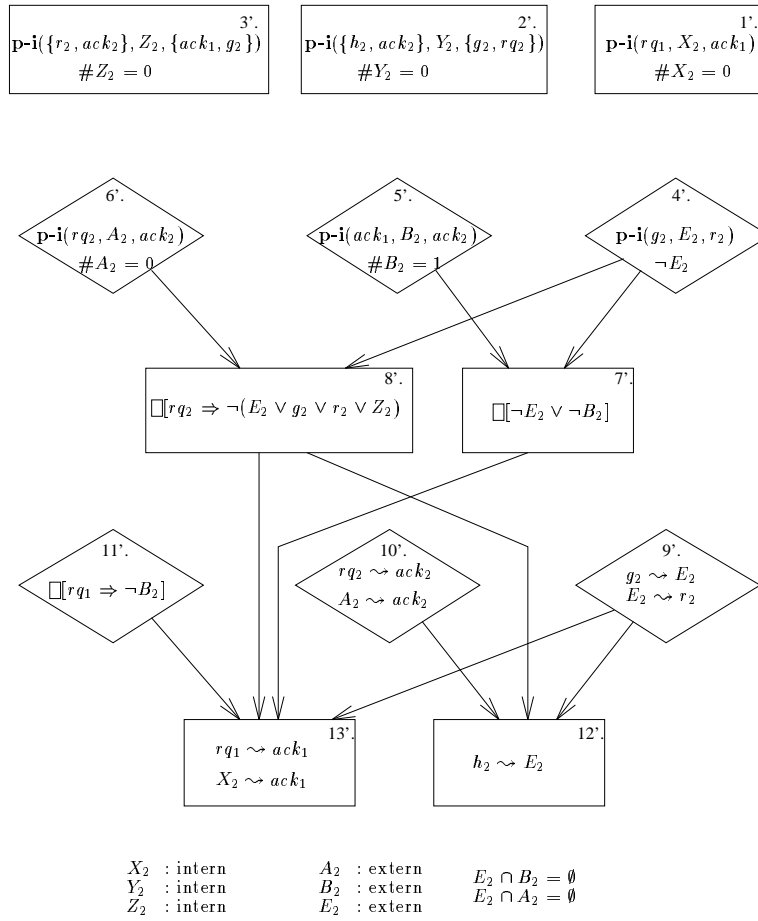 3'.
p-i({r₂, ack₂}, Z₂, {ack₁, g₂})
#Z₂ = 0
2'.
p-i({h₂, ack₂}, Y₂, {g₂, rq₂})
#Y₂ = 0
1'.
p-i(rq₁, X₂, ack₁)
#X₂ = 0
6'.
p-i(rq₂, A₂, ack₂)
#A₂ = 0
5'.
p-i(ack₁, B₂, ack₂)
#B₂ = 1
4'.
p-i(g₂, E₂, r₂)
¬E₂
8'.
□[rq₂ ⇒ ¬(E₂ ∨ g₂ ∨ r₂ ∨ Z₂)
7'.
□[¬E₂ ∨ ¬B₂]
11'.
□[rq₁ ⇒ ¬B₂]
10'.
rq₂ ⤳ ack₂
A₂ ⤳ ack₂
9'.
g₂ ⤳ E₂
E₂ ⤳ r₂
13'.
rq₁ ⤳ ack₁
X₂ ⤳ ack₁
12'.
h₂ ⤳ E₂
X₂ : intern
Y₂ : intern
Z₂ : intern
A₂ : extern
B₂ : extern
E₂ : extern
E₂ ∩ B₂ = ∅
E₂ ∩ A₂ = ∅